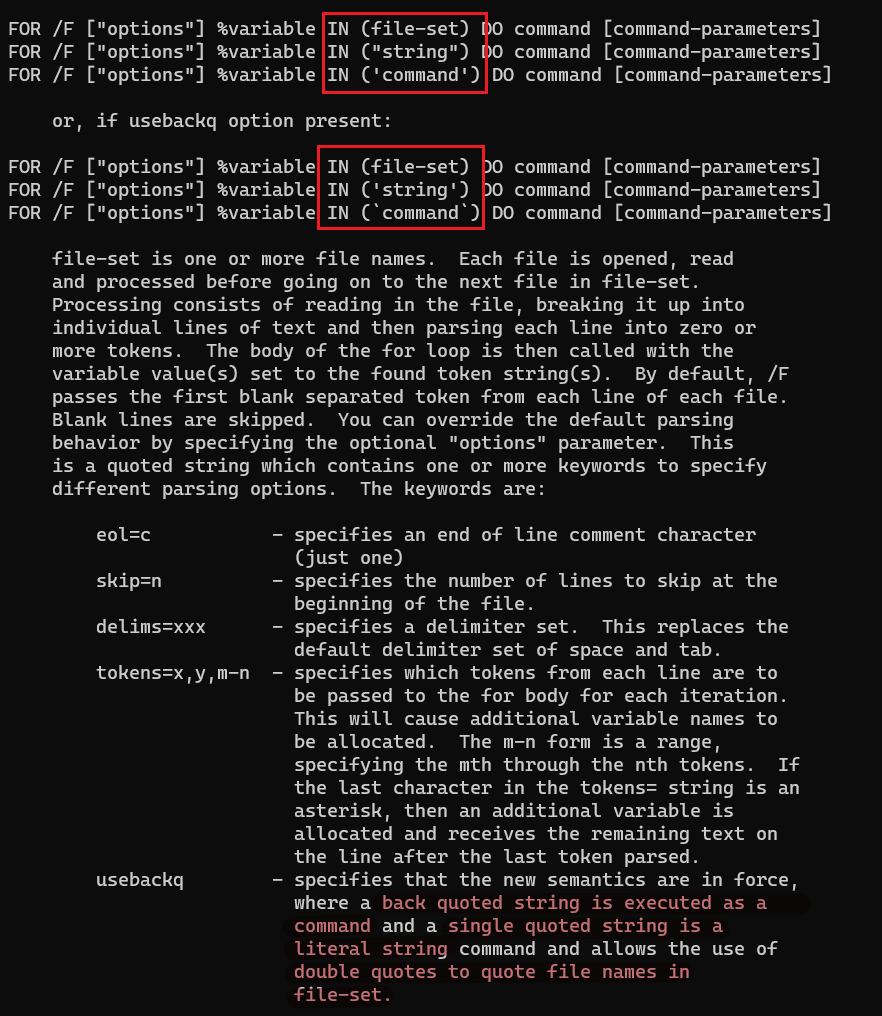 FOR /F ["options"] %variable IN (file-set) DO command [command-parameters]
FOR /F ["options"] %variable IN ("string") DO command [command-parameters]
FOR /F ["options"] %variable IN ('command') DO command [command-parameters]
or, if usebackq option present:
FOR /F ["options"] %variable IN (file-set) DO command [command-parameters]
FOR /F ["options"] %variable IN ('string') DO command [command-parameters]
FOR /F ["options"] %variable IN (`command`) DO command [command-parameters]
file-set is one or more file names.  Each file is opened, read
and processed before going on to the next file in file-set.
Processing consists of reading in the file, breaking it up into
individual lines of text and then parsing each line into zero or
more tokens.  The body of the for loop is then called with the
variable value(s) set to the found token string(s).  By default, /F
passes the first blank separated token from each line of each file.
Blank lines are skipped.  You can override the default parsing
behavior by specifying the optional "options" parameter.  This
is a quoted string which contains one or more keywords to specify
different parsing options.  The keywords are:
eol=c           - specifies an end of line comment character
(just one)
skip=n          - specifies the number of lines to skip at the
beginning of the file.
delims=xxx      - specifies a delimiter set.  This replaces the
default delimiter set of space and tab.
tokens=x,y,m-n  - specifies which tokens from each line are to
be passed to the for body for each iteration.
This will cause additional variable names to
be allocated.  The m-n form is a range,
specifying the mth through the nth tokens.  If
the last character in the tokens= string is an
asterisk, then an additional variable is
allocated and receives the remaining text on
the line after the last token parsed.
usebackq        - specifies that the new semantics are in force,
where a back quoted string is executed as a
command and a single quoted string is a
literal string command and allows the use of
double quotes to quote file names in
file-set.